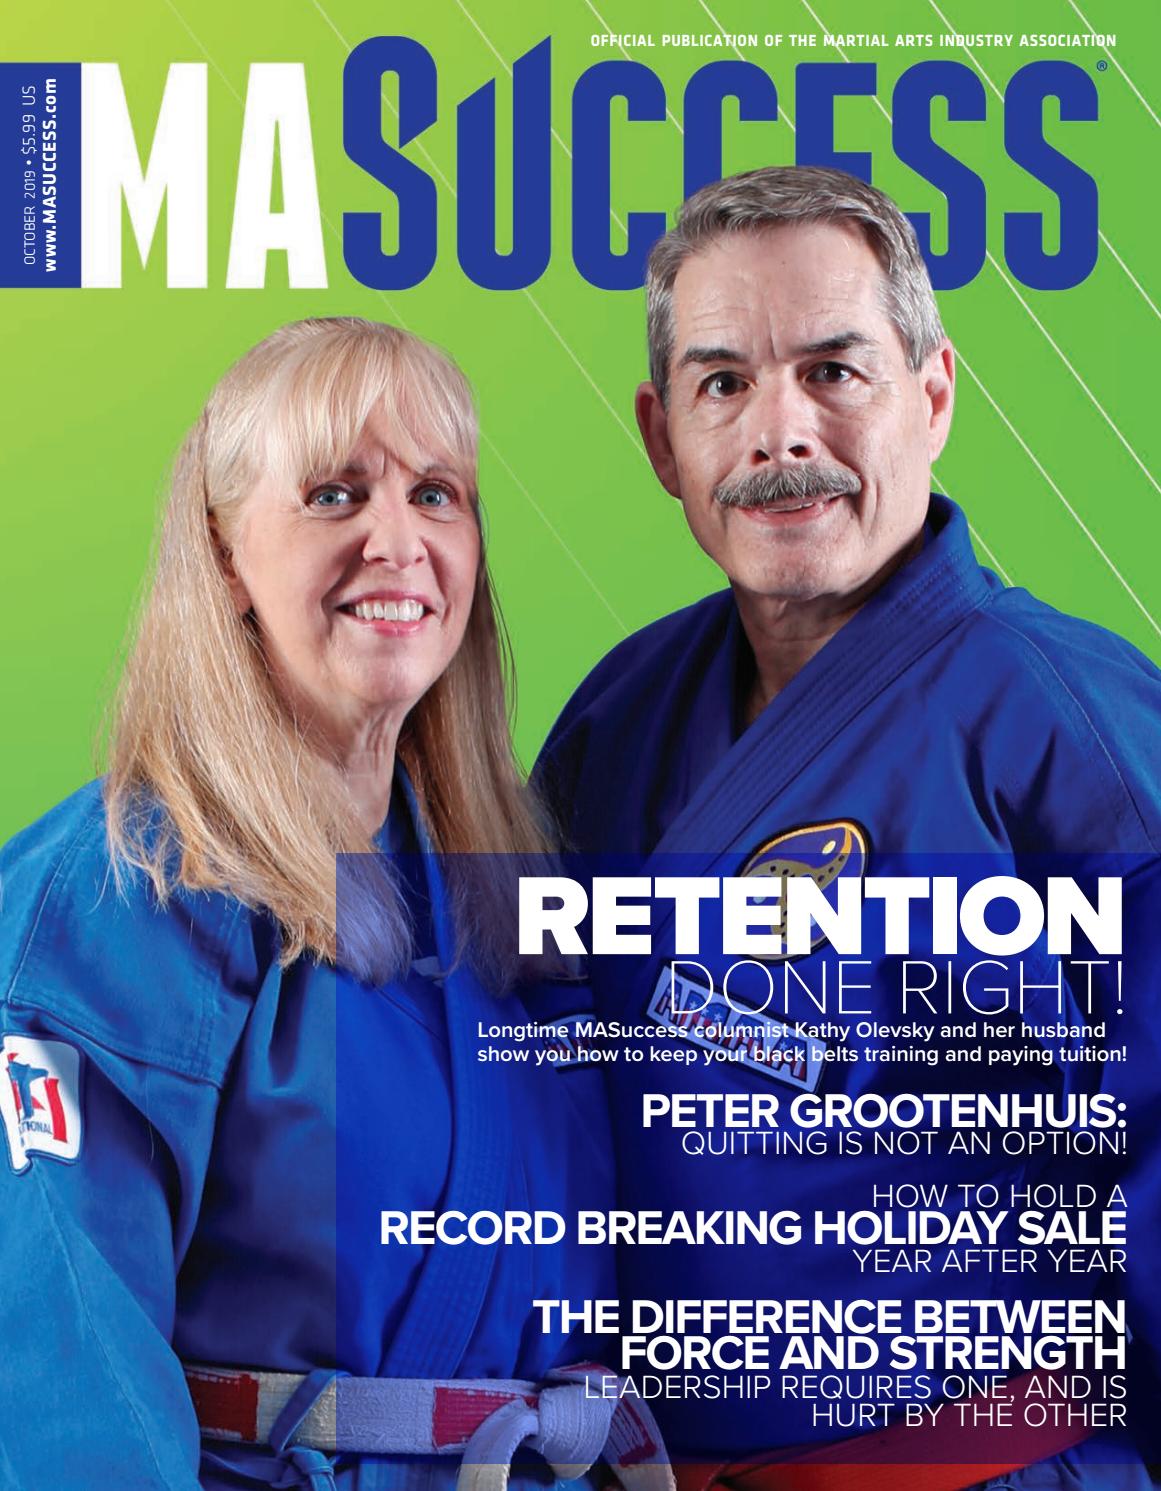 OFFICIAL PUBLICATION OF THE MARTIAL ARTS INDUSTRY ASSOCIATION
MASUCCESS®
OCTOBER 2019 • $5.99 US
www.MASUCCESS.com
RETENTION
DONE RIGHT!
Longtime MASuccess columnist Kathy Olevsky and her husband
show you how to keep your black belts training and paying tuition!
PETER GROOTENHUIS:
QUITTING IS NOT AN OPTION!
HOW TO HOLD A
RECORD BREAKING HOLIDAY SALE
YEAR AFTER YEAR
THE DIFFERENCE BETWEEN
FORCE AND STRENGTH
LEADERSHIP REQUIRES ONE, AND IS
HURT BY THE OTHER